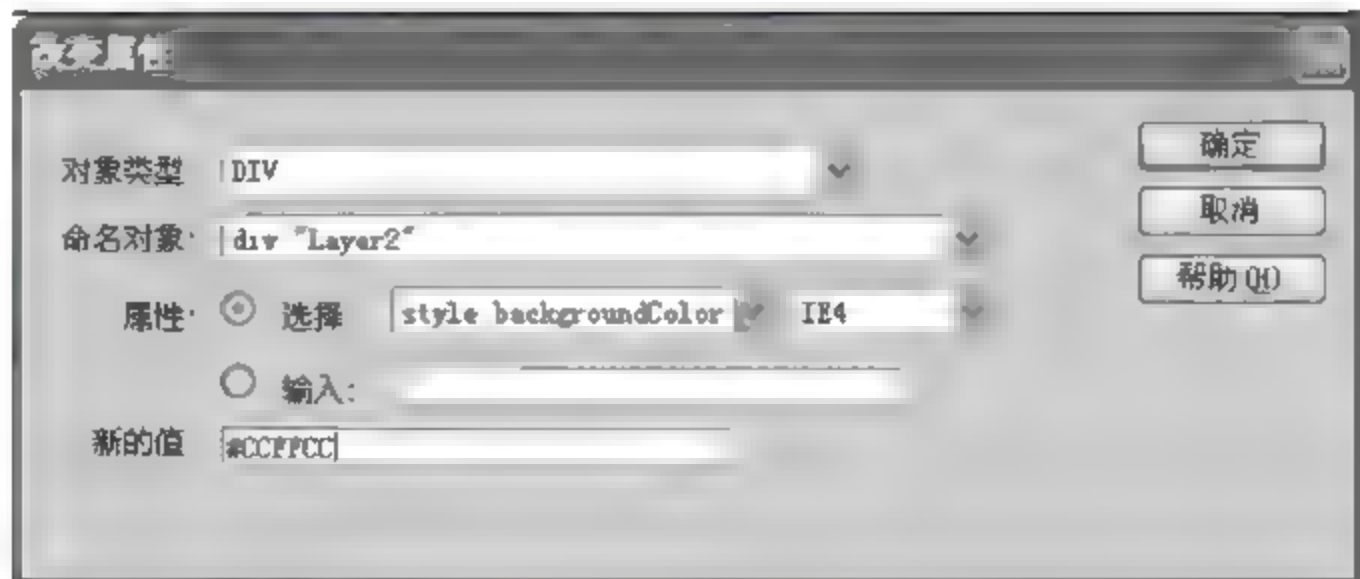 改变属性
对象类型 DIV
确定
取消
命名对象: div "Layer2"
帮助(H)
属性: 选择 style backgroundColor IE4
输入:
新的值 #CCFFCC